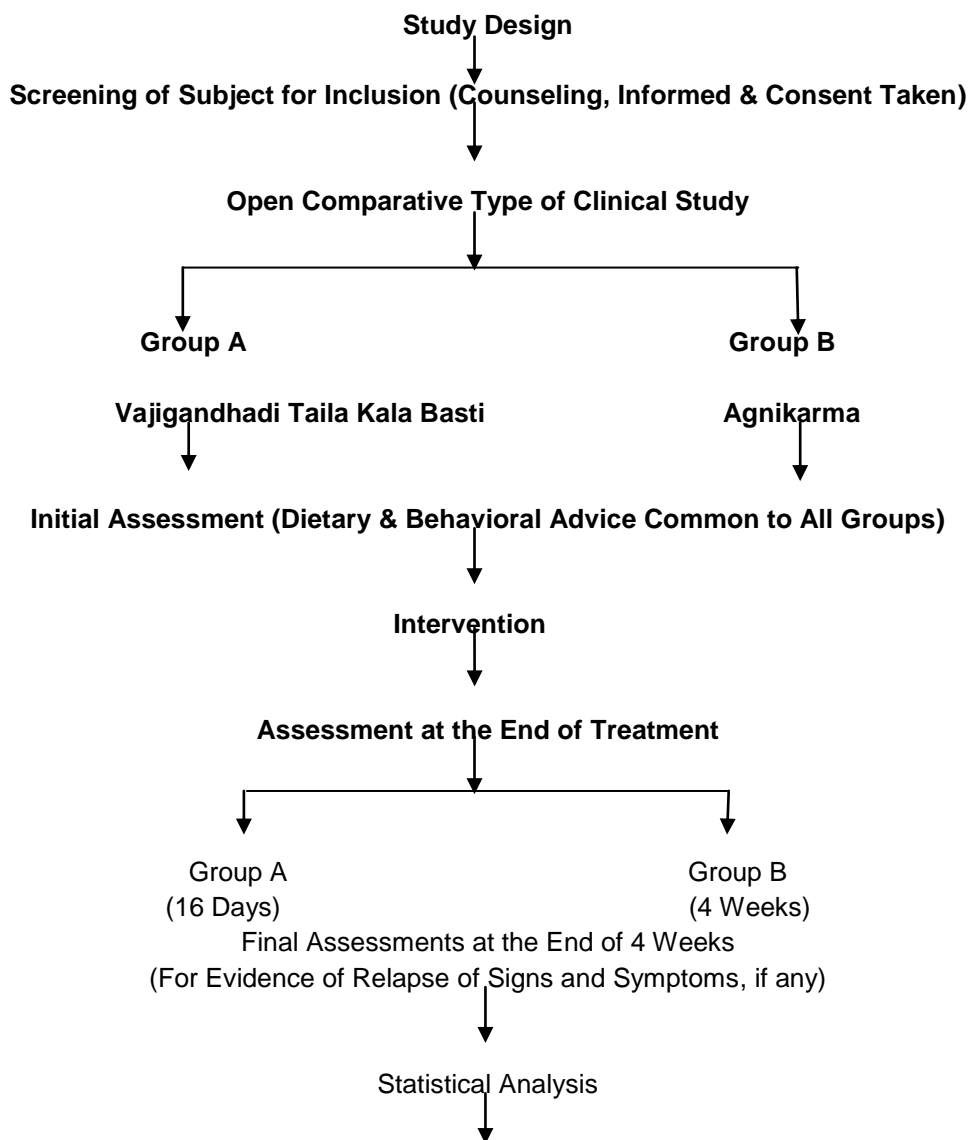 Study Design
Screening of Subject for Inclusion (Counseling, Informed & Consent Taken)
Open Comparative Type of Clinical Study
Group A Group B
Vajigandhadi Taila Kala Basti Agnikarma
Initial Assessment (Dietary & Behavioral Advice Common to All Groups)
Intervention
Assessment at the End of Treatment
Group A Group B
(16 Days) (4 Weeks)
Final Assessments at the End of 4 Weeks
(For Evidence of Relapse of Signs and Symptoms, if any)
Statistical Analysis